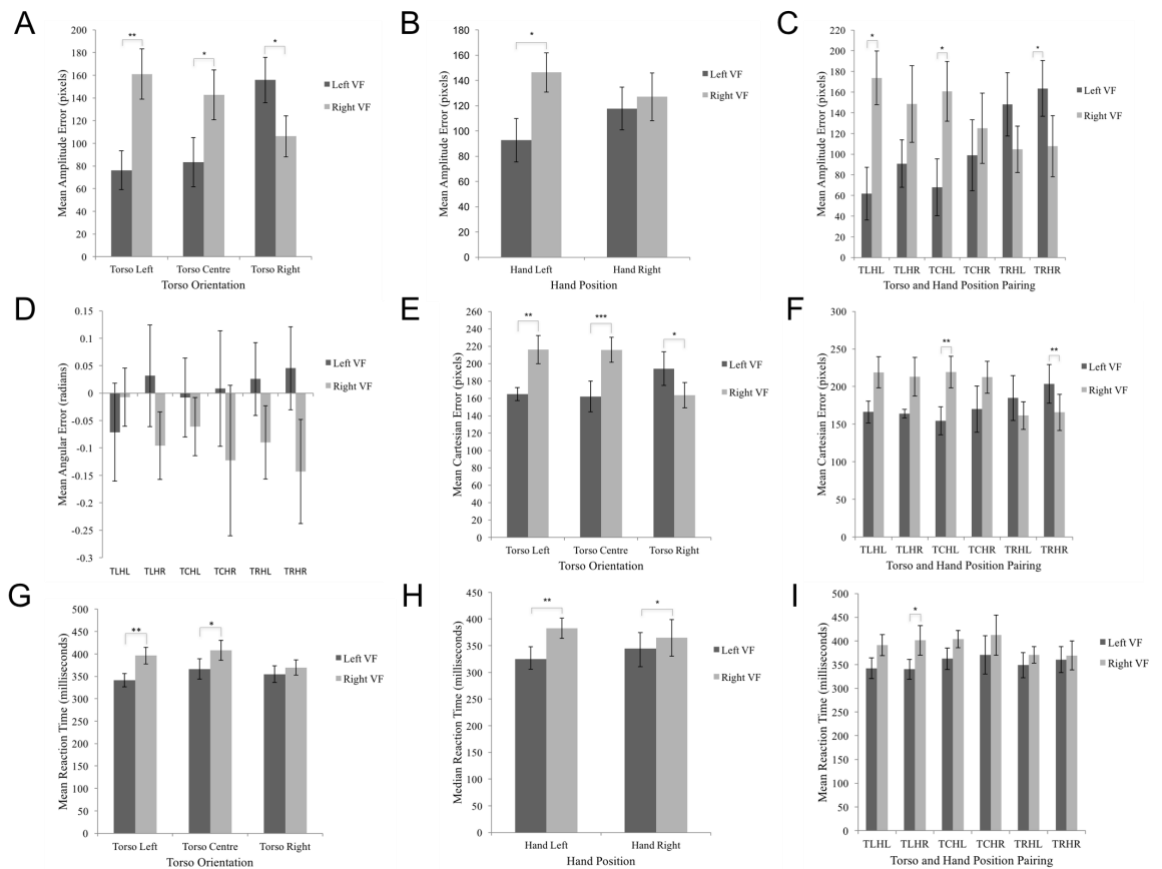 A
Mean Amplitude Error (pixels)
200
180
160
140
120
100
80
60
40
20
0
** * *
Left VF
Right VF
Torso Left Torso Centre Torso Right
Torso Orientation
B
Mean Amplitude Error (pixels)
180
160
140
120
100
80
60
40
20
0
*
Left VF
Right VF
Hand Left Hand Right
Hand Position
C
Mean Amplitude Error (pixels)
220
200
180
160
140
120
100
80
60
40
20
0
* * *
Left VF
Right VF
TLHL TLHR TCHL TCHR TRHL TRHR
Torso and Hand Position Pairing
D
Mean Angular Error (radians)
0.15
0.1
0.05
0
-0.05
-0.1
-0.15
-0.2
-0.25
-0.3
Left VF
Right VF
TLHL TLHR TCHL TCHR TRHL TRHR
E
Mean Cartesian Error (pixels)
260
240
220
200
180
160
140
120
100
80
60
40
20
0
** *** *
Left VF
Right VF
Torso Left Torso Centre Torso Right
Torso Orientation
F
Mean Cartesian Error (pixels)
300
250
200
150
100
50
0
** **
Left VF
Right VF
TLHL TLHR TCHL TCHR TRHL TRHR
Torso and Hand Position Pairing
G
Mean Reaction Time (milliseconds)
500
450
400
350
300
250
200
150
100
50
0
** *
Left VF
Right VF
Torso Left Torso Centre Torso Right
Torso Orientation
H
Median Reaction Time (milliseconds)
450
400
350
300
250
200
150
100
50
0
** *
Left VF
Right VF
Hand Left Hand Right
Hand Position
I
Mean Reaction Time (milliseconds)
500
450
400
350
300
250
200
150
100
50
0
*
Left VF
Right VF
TLHL TLHR TCHL TCHR TRHL TRHR
Torso and Hand Position Pairing